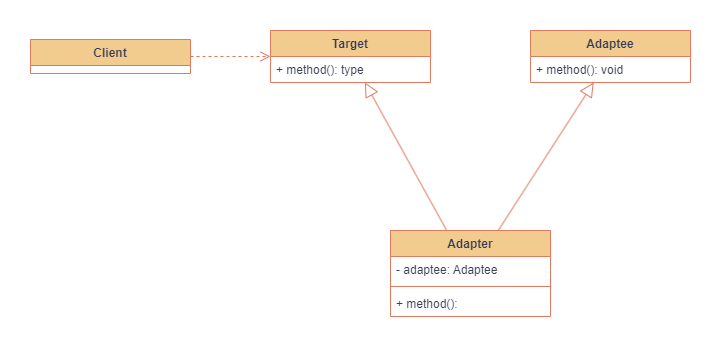 Client
Target
+ method(): type
Adaptee
+ method(): void
Adapter
- adaptee: Adaptee
+ method():